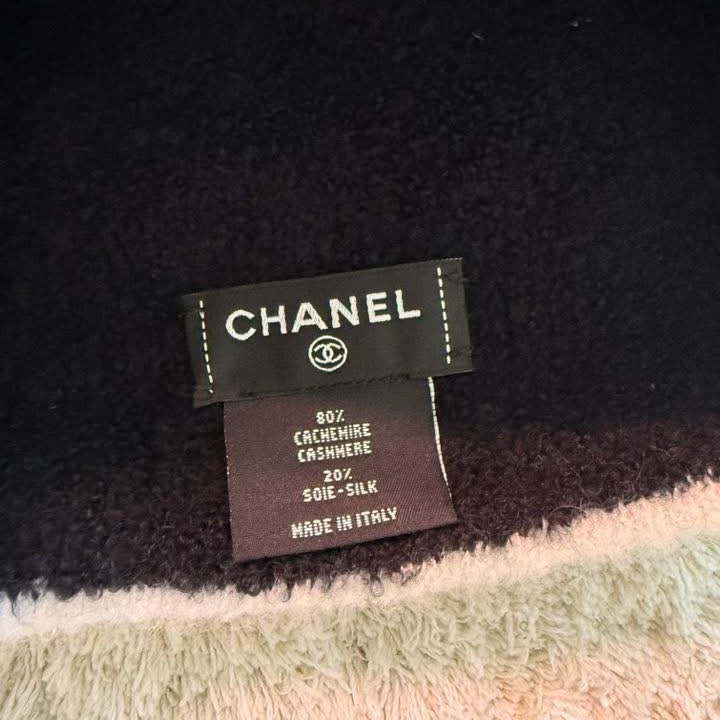 CHANEL
80%
CACHEMIRE
CASHMERE
20%
SOIE-SILK
MADE IN ITALY